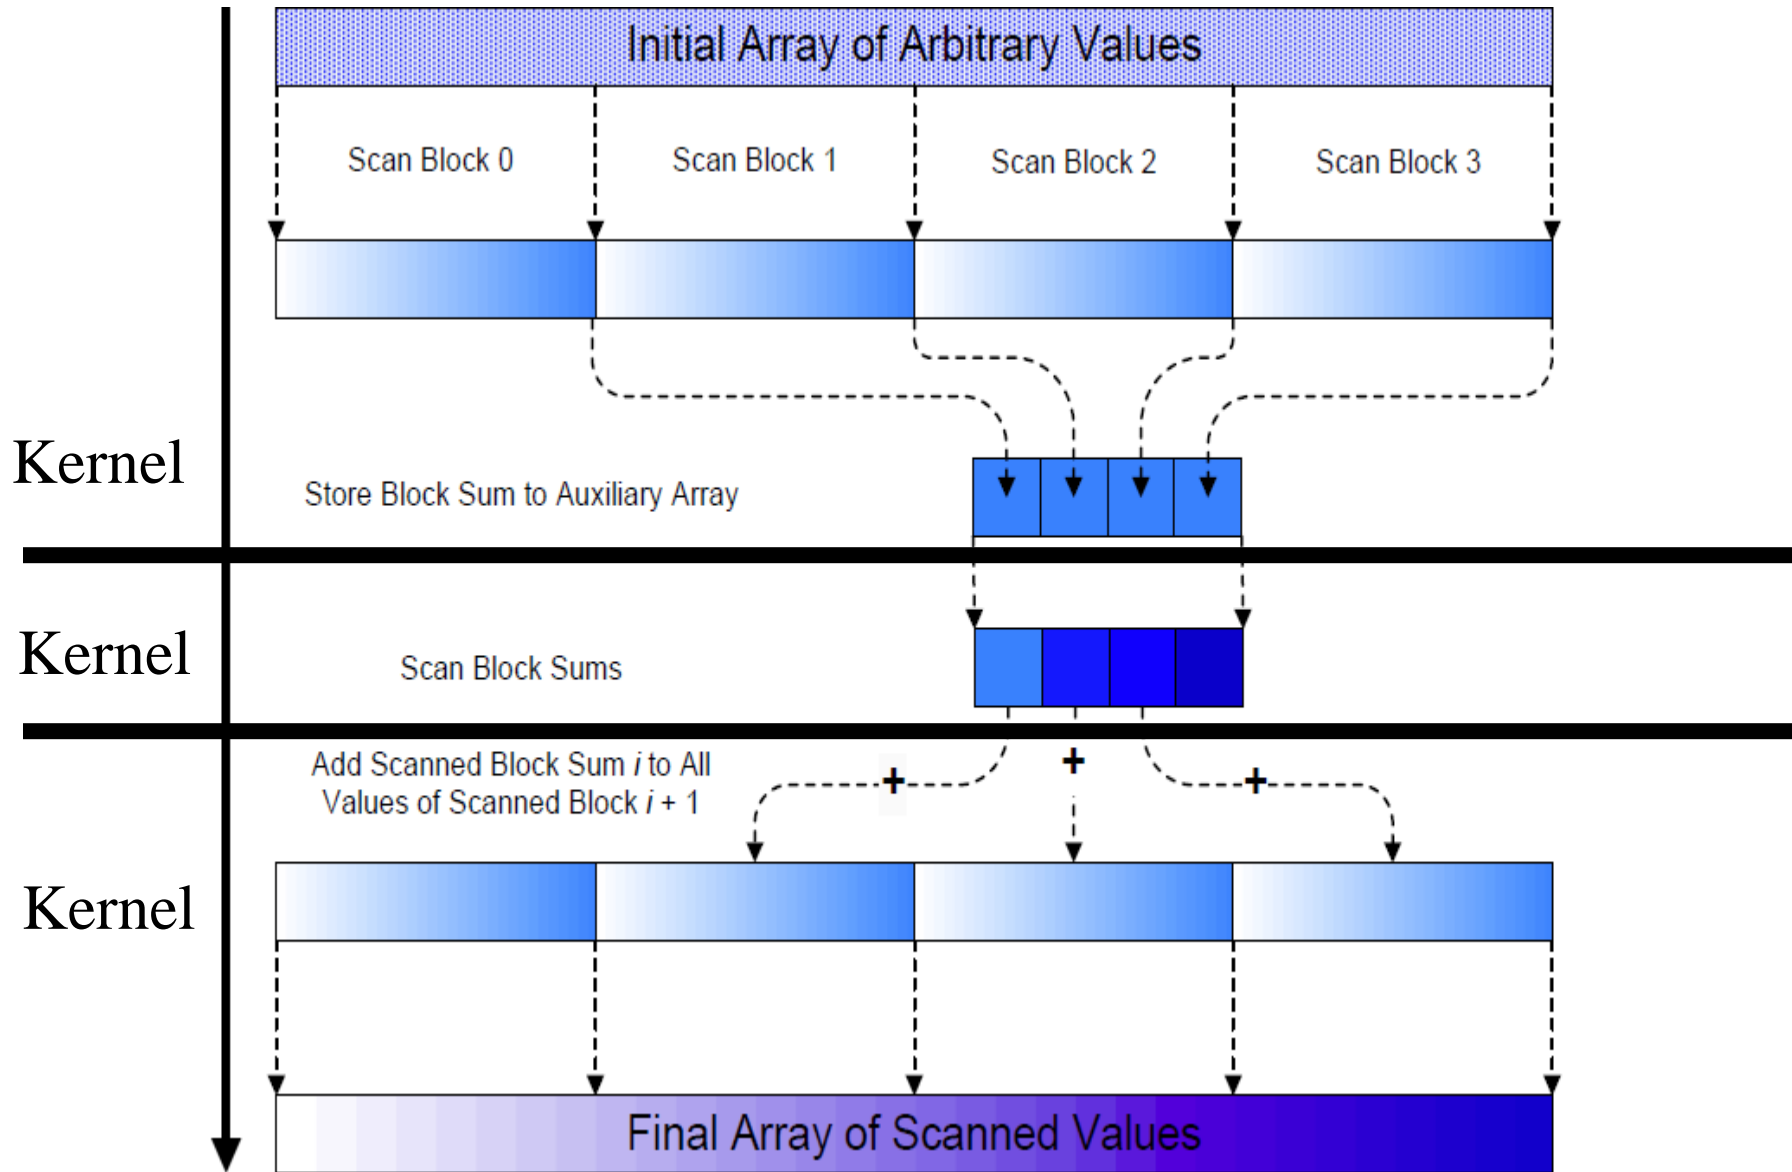 Initial Array of Arbitrary Values
Scan Block 0
Scan Block 1
Scan Block 2
Scan Block 3
Kernel
Store Block Sum to Auxiliary Array
Kernel
Scan Block Sums
Add Scanned Block Sum i to All
Values of Scanned Block i + 1
+
+
+
Kernel
Final Array of Scanned Values